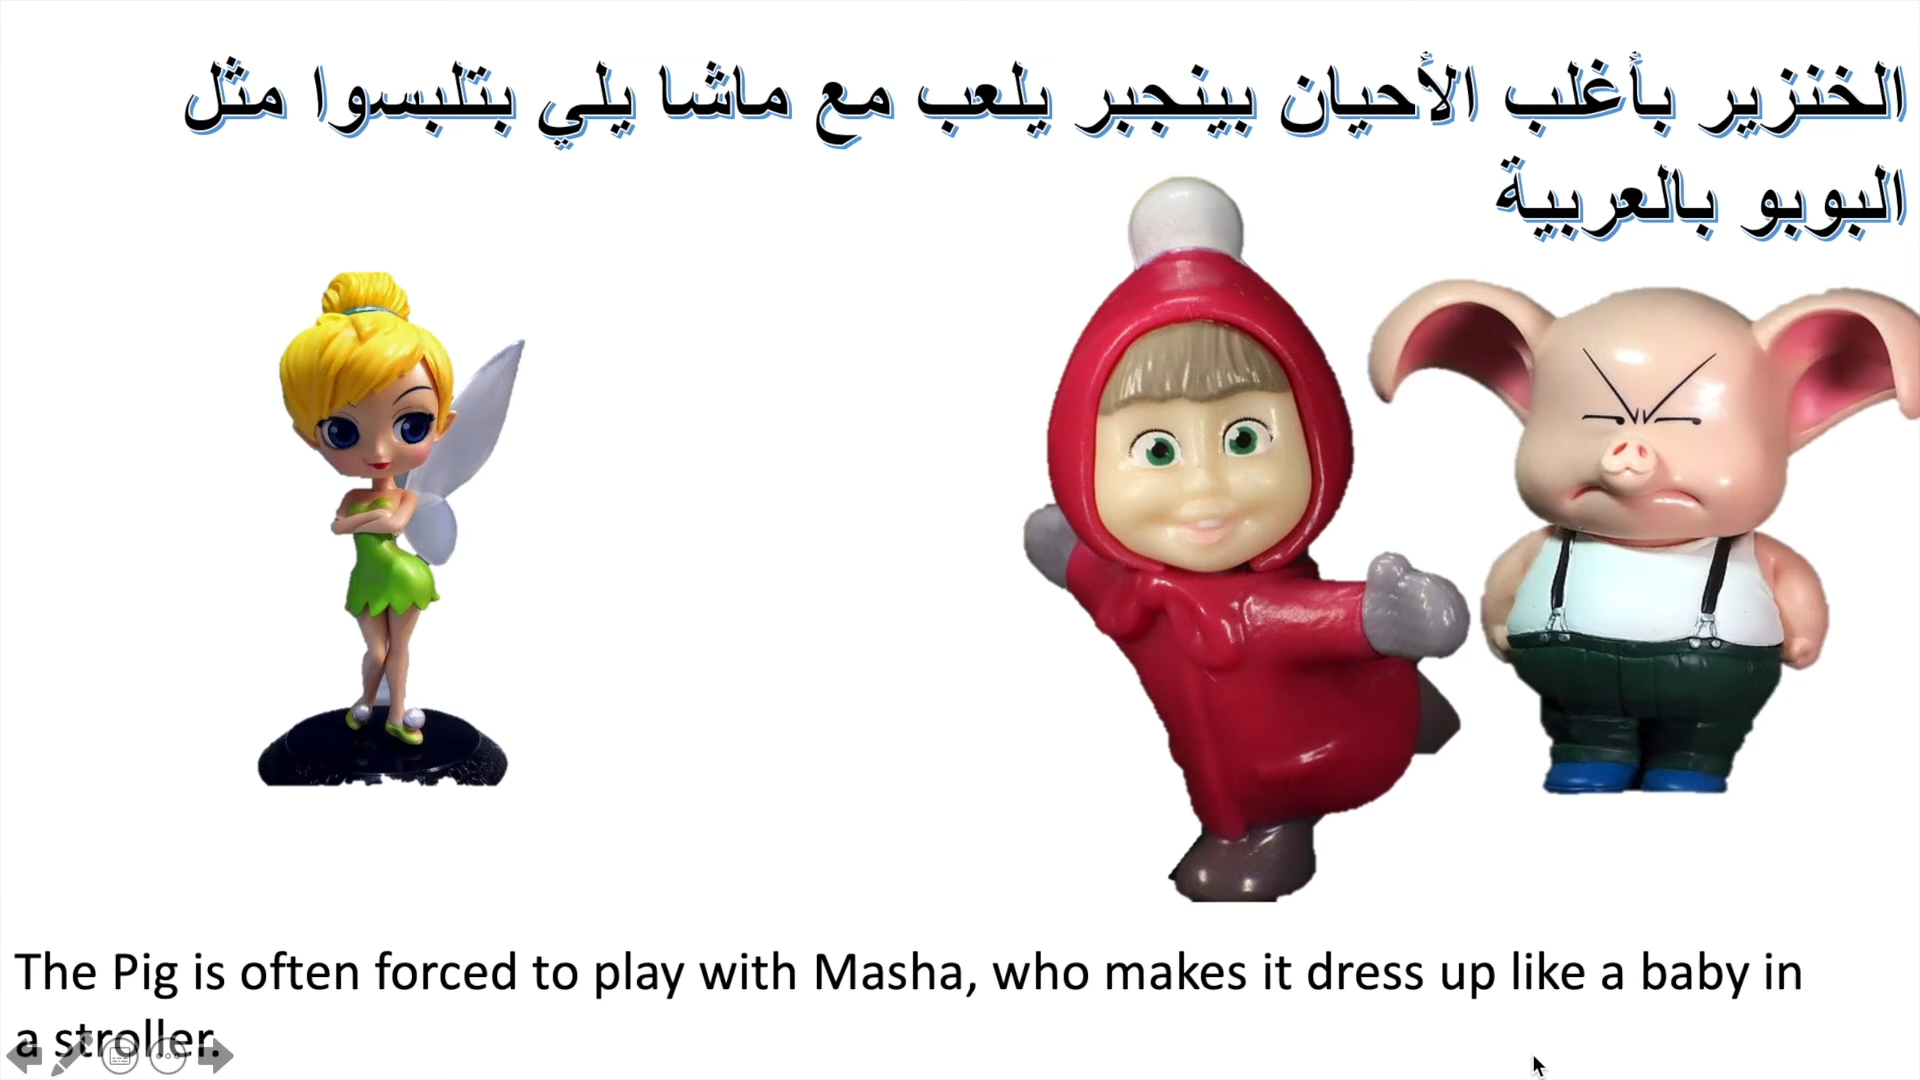 الخنزير بأغلب الأحيان بينجبر يلعب مع ماشا يلي بتلبسوا مثل
البوبو بالعربية
The Pig is often forced to play with Masha, who makes it dress up like a baby in
a stroller.